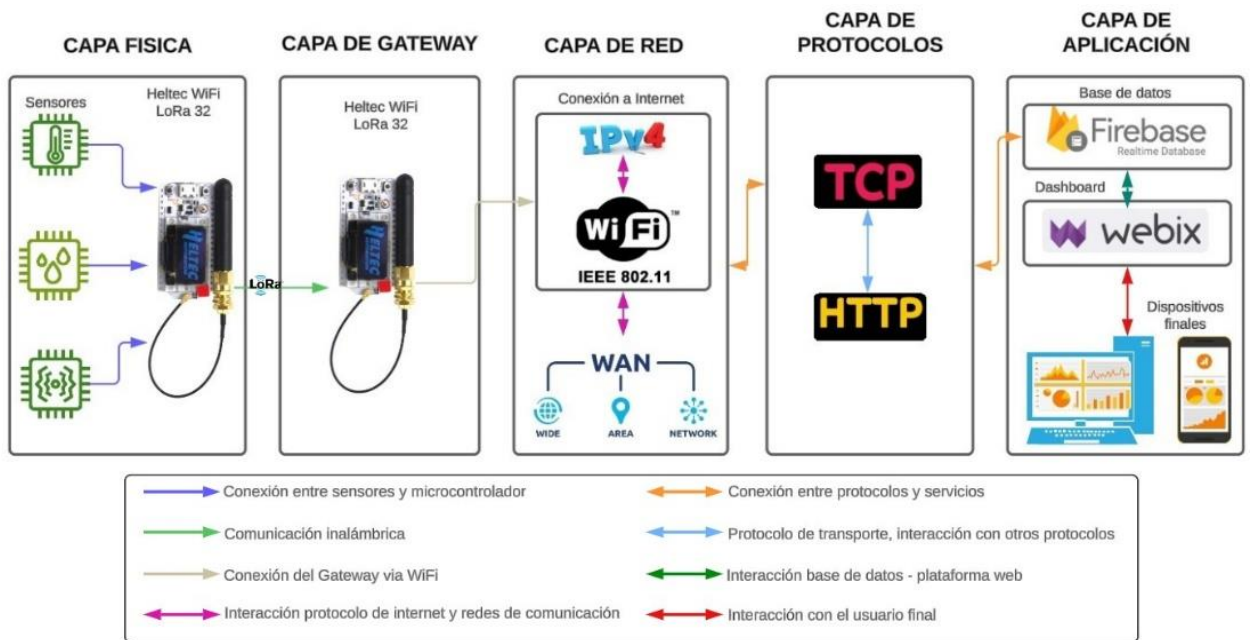 CAPA FISICA
CAPA DE GATEWAY
CAPA DE RED
CAPA DE
PROTOCOLOS
CAPA DE
APLICACIÓN
Sensores
Heltec WiFi
LoRa 32
HELTEC
LoRa
Heltec WiFi
LoRa 32
HELTEC
Conexión a Internet
IPv4
WiFi™
IEEE 802.11
WAN
WIDE
AREA
NETWORK
TCP
HTTP
Base de datos
Firebase
Realtime Database
Dashboard
webix
Dispositivos
finales
Conexión entre sensores y microcontrolador
Comunicación inalámbrica
Conexión del Gateway via WiFi
Interacción protocolo de internet y redes de comunicación
Conexión entre protocolos y servicios
Protocolo de transporte, interacción con otros protocolos
Interacción base de datos - plataforma web
Interacción con el usuario final